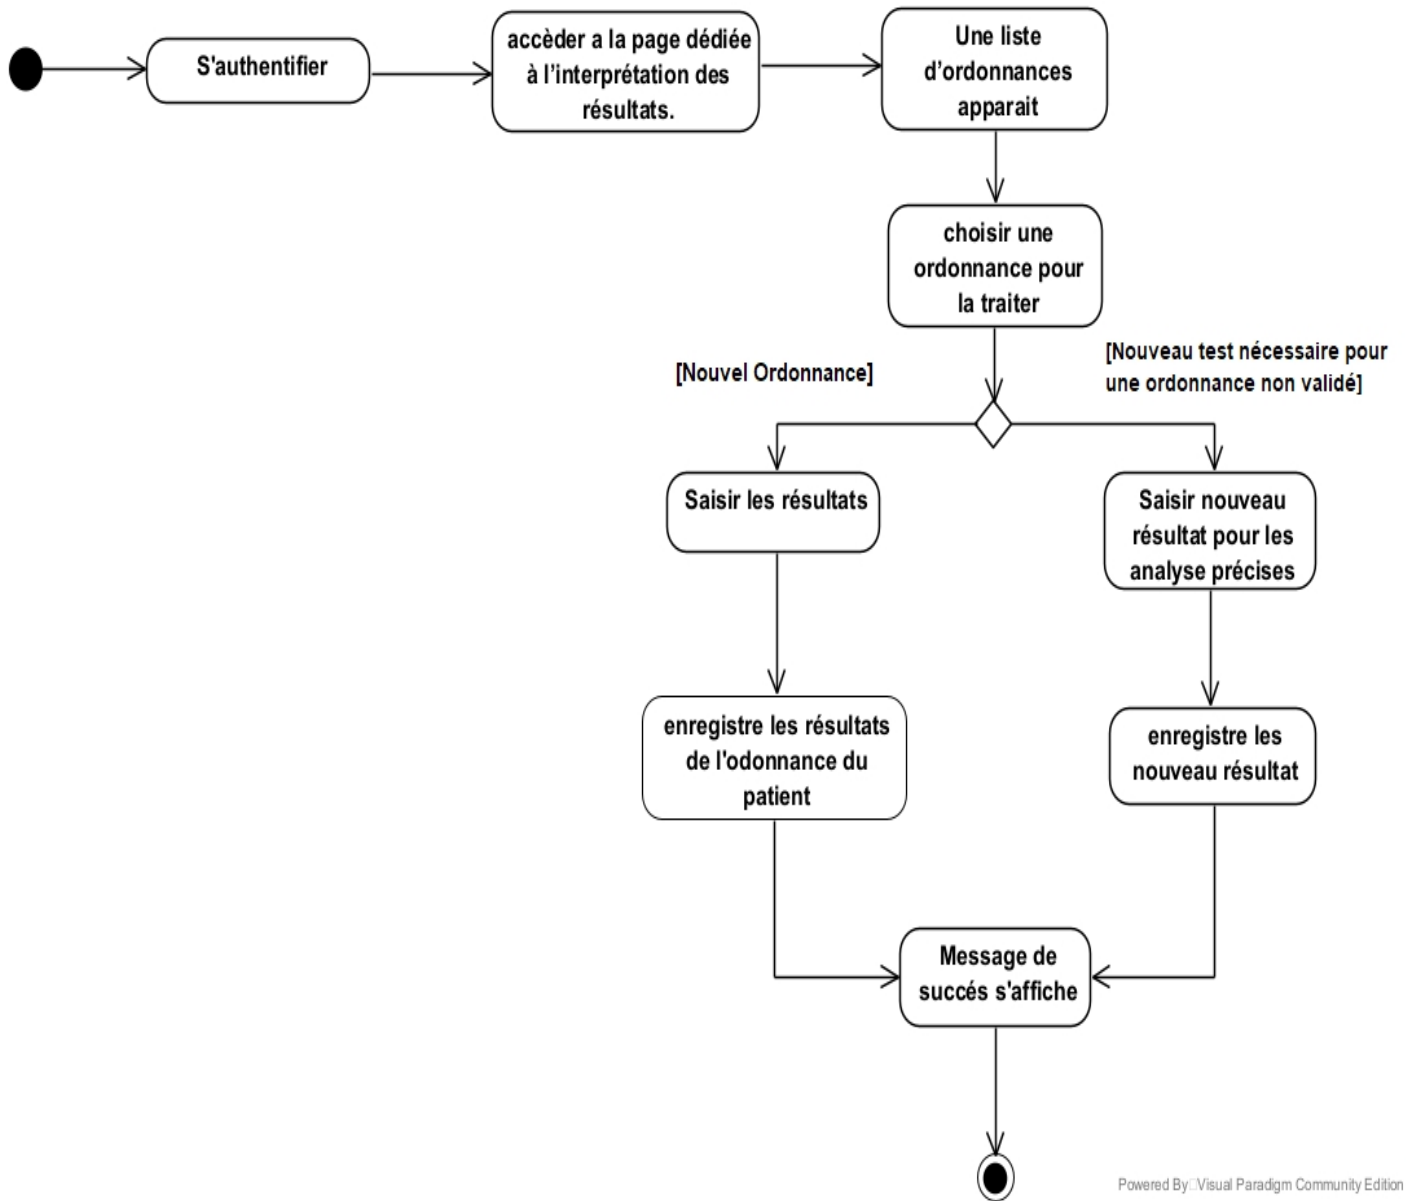 S'authentifier
accèder a la page dédiée
à l’interprétation des
résultats.
Une liste
d’ordonnances
apparait
choisir une
ordonnance pour
la traiter
[Nouvel Ordonnance]
[Nouveau test nécessaire pour
une ordonnance non validé]
Saisir les résultats
Saisir nouveau
résultat pour les
analyse précises
enregistre les résultats
de l'odonnance du
patient
enregistre les
nouveau résultat
Message de
succés s'affiche
Powered By Visual Paradigm Community Edition